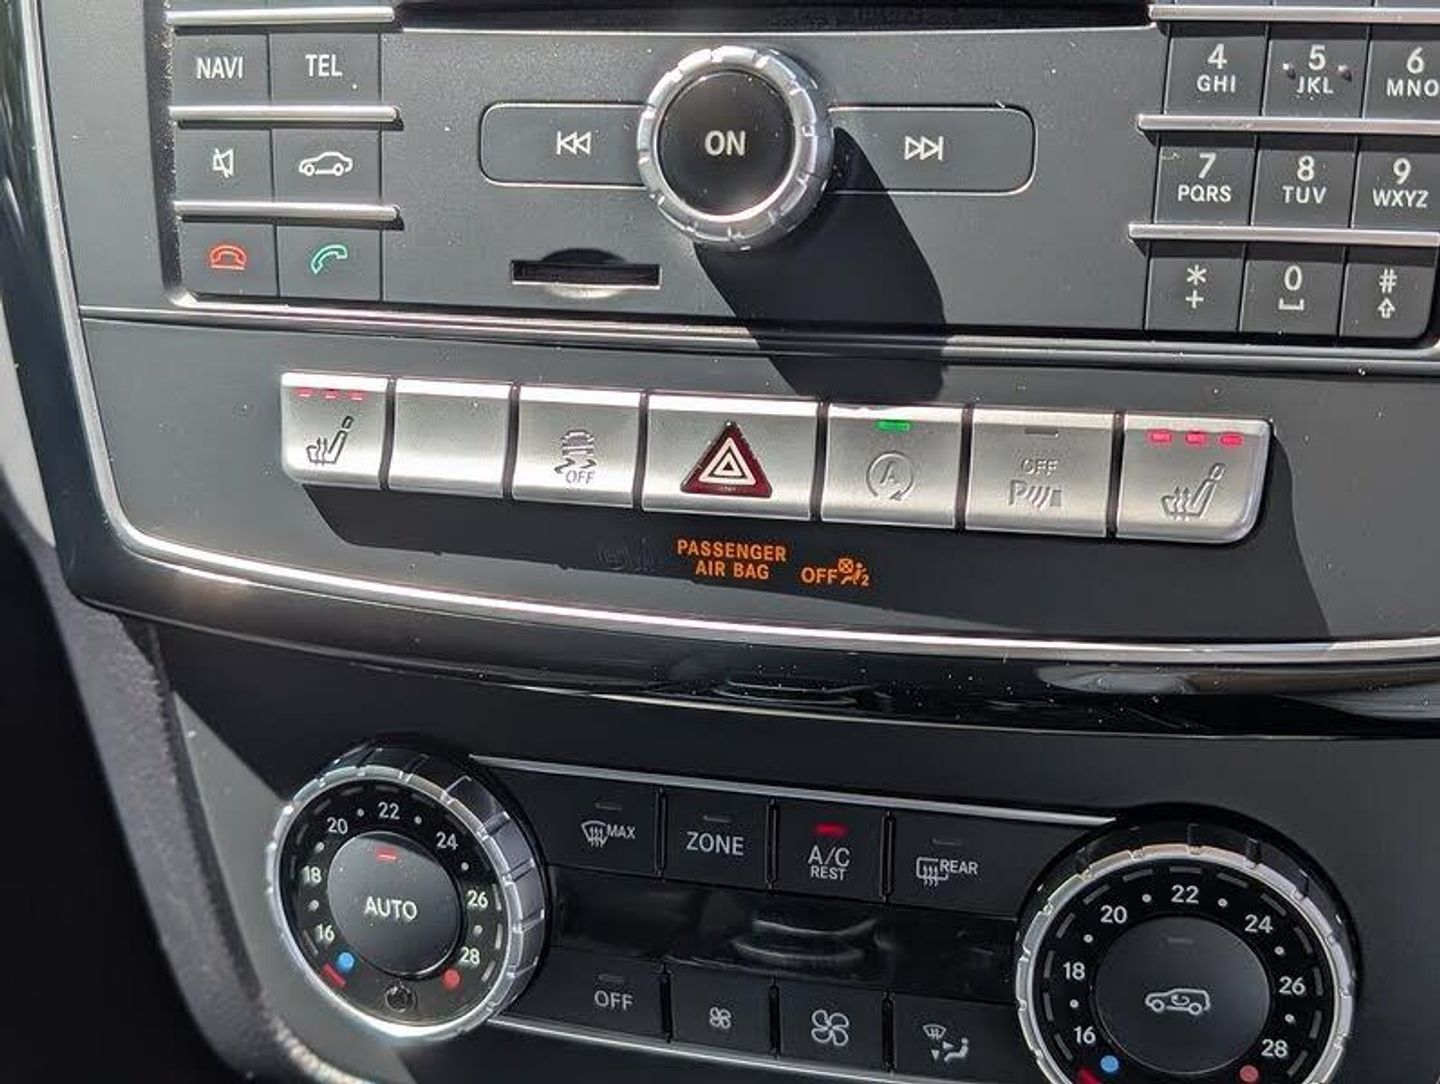 NAVI TEL
ON
4 GHI
5 JKL
6 MNO
7 PQRS
8 TUV
9 WXYZ
* +
0
#
OFF
A
OFF
P
PASSENGER
AIR BAG
OFF 2
16 18 20 22 24 26 28
AUTO
MAX
ZONE
A/C
REST
REAR
OFF
16 18 20 22 24 26 28